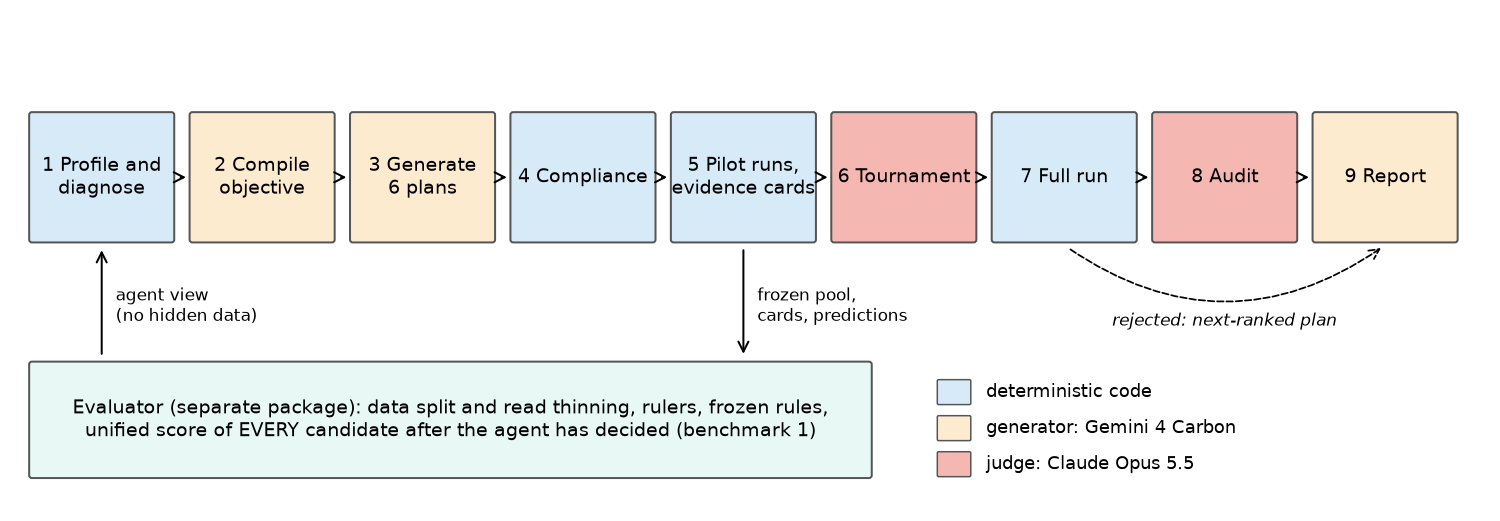 1 Profile and
diagnose
2 Compile
objective
3 Generate
6 plans
4 Compliance
5 Pilot runs,
evidence cards
6 Tournament
7 Full run
8 Audit
9 Report
agent view
(no hidden data)
frozen pool,
cards, predictions
rejected: next-ranked plan
Evaluator (separate package): data split and read thinning, rulers, frozen rules,
unified score of EVERY candidate after the agent has decided (benchmark 1)
deterministic code
generator: Gemini 4 Carbon
judge: Claude Opus 5.5